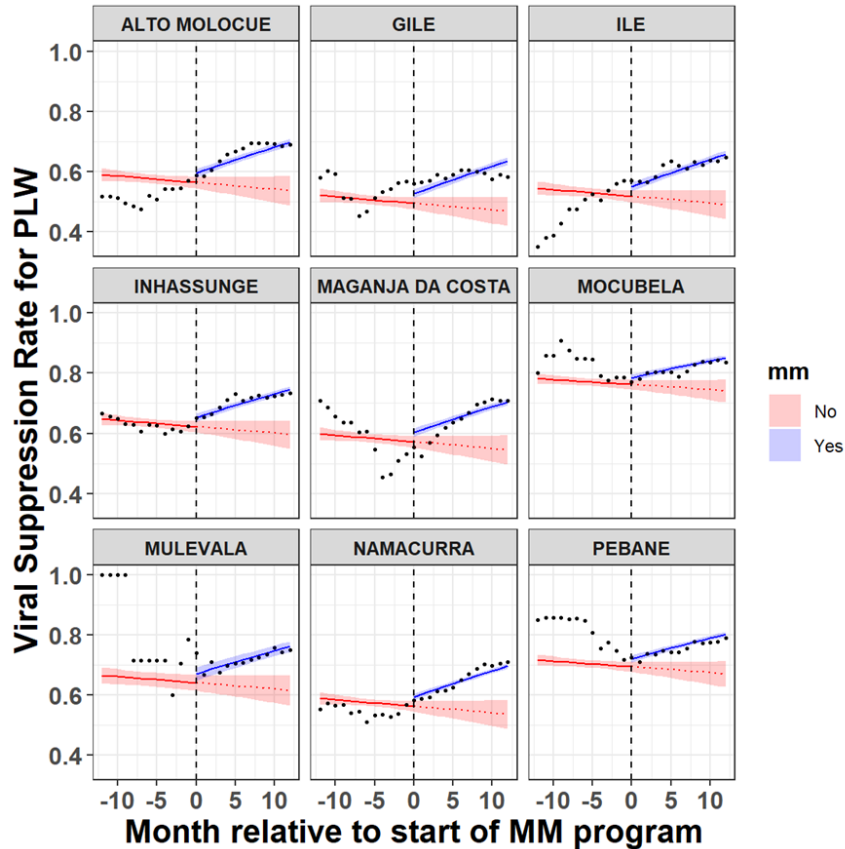 ALTO MOLOCUE GILE ILE
1.0
0.8
0.6
0.4
INHASSUNGE MAGANJA DA COSTA MOCUBELA
1.0
0.8
0.6
0.4
MULEVALA NAMACURRA PEBANE
1.0
0.8
0.6
0.4
-10 -5 0 5 10 -10 -5 0 5 10 -10 -5 0 5 10
Month relative to start of MM program
Viral Suppression Rate for PLW
mm
No
Yes